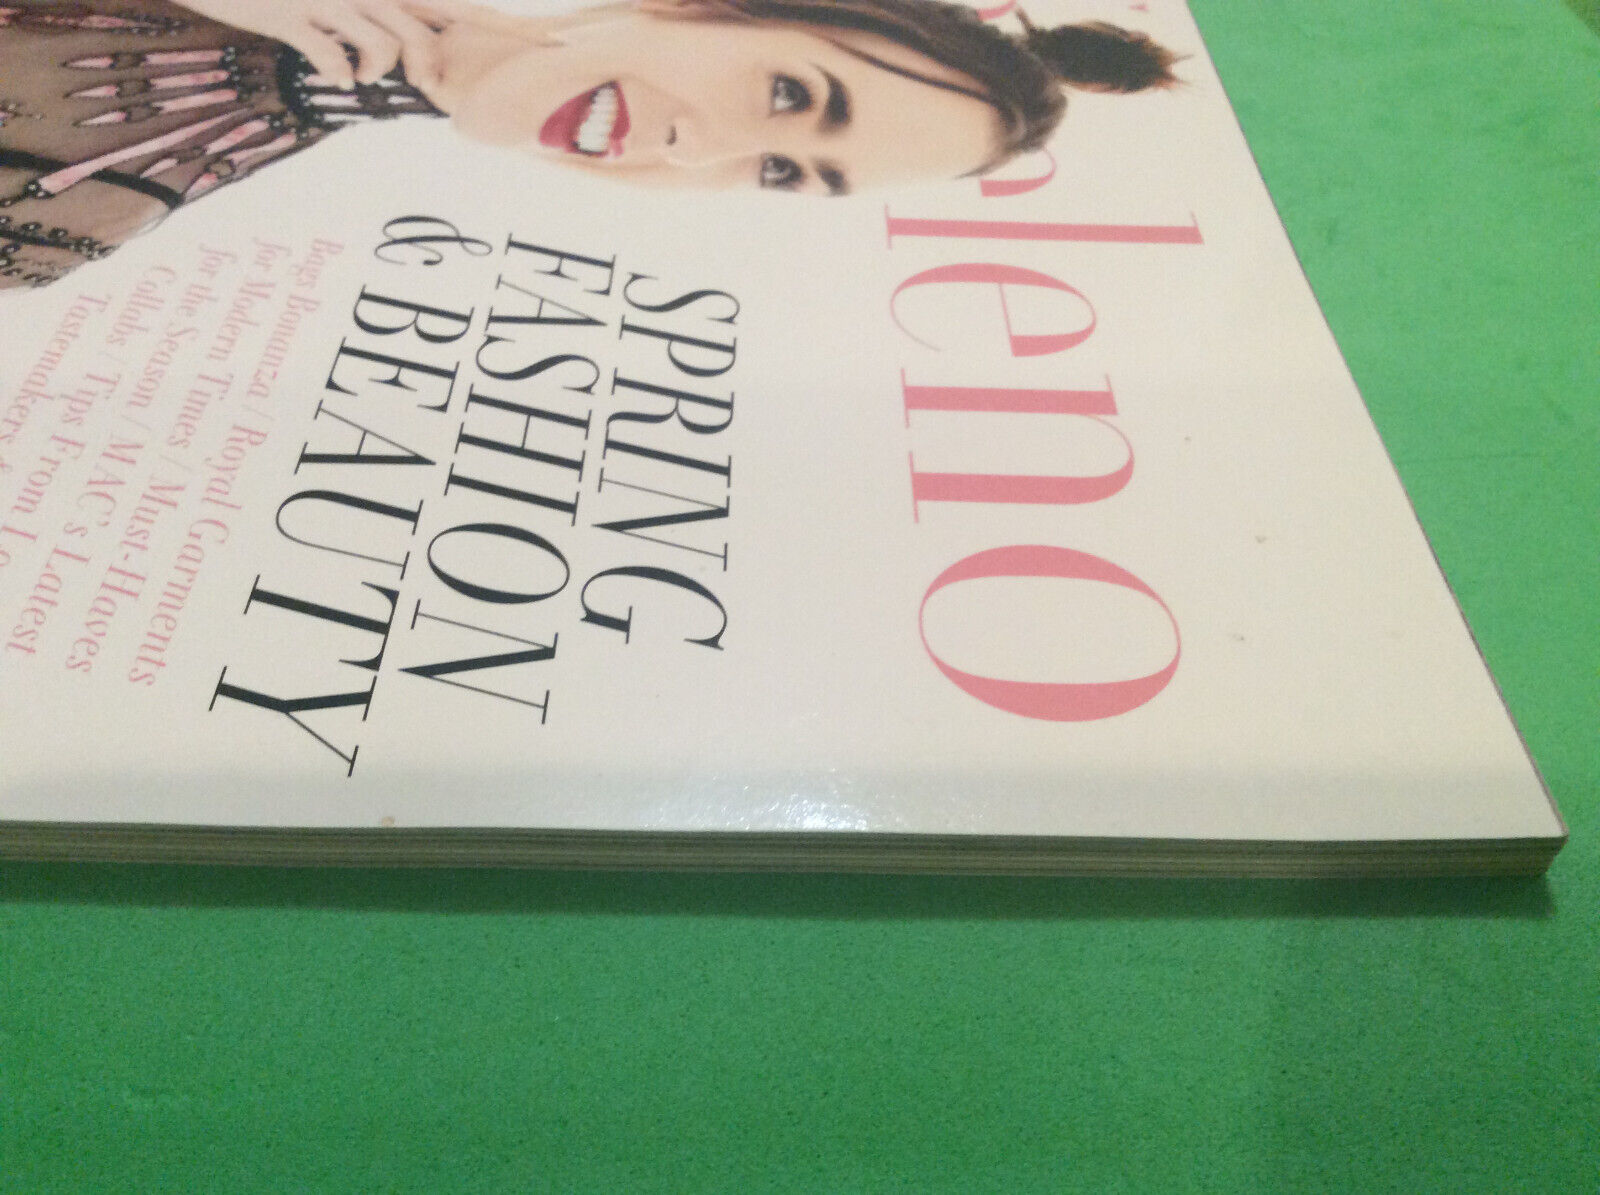 leno
SPRING
FASHION
& BEAUTY
Bags Bonanza / Royal Garments
for Modern Times / Must-Haves
for the Season / MAC's Latest
Collabs / Tips From
Tastemakers &